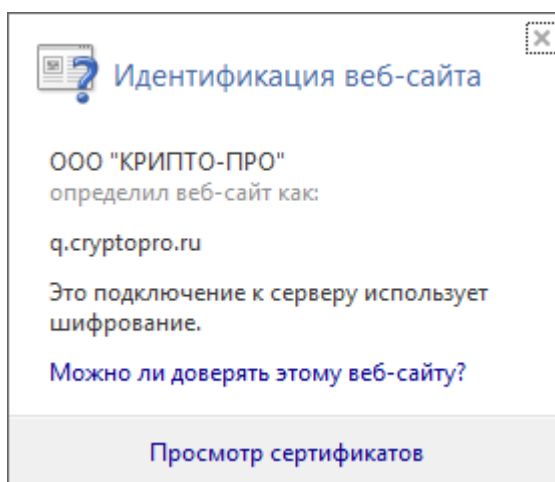 Идентификация веб-сайта
ООО "КРИПТО-ПРО"
определил веб-сайт как:
q.cryptopro.ru
Это подключение к серверу использует
шифрование.
Можно ли доверять этому веб-сайту?
Просмотр сертификатов